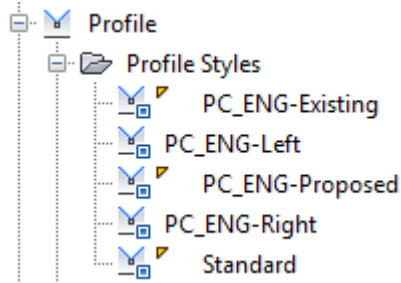 Profile
Profile Styles
PC_ENG-Existing
PC_ENG-Left
PC_ENG-Proposed
PC_ENG-Right
Standard